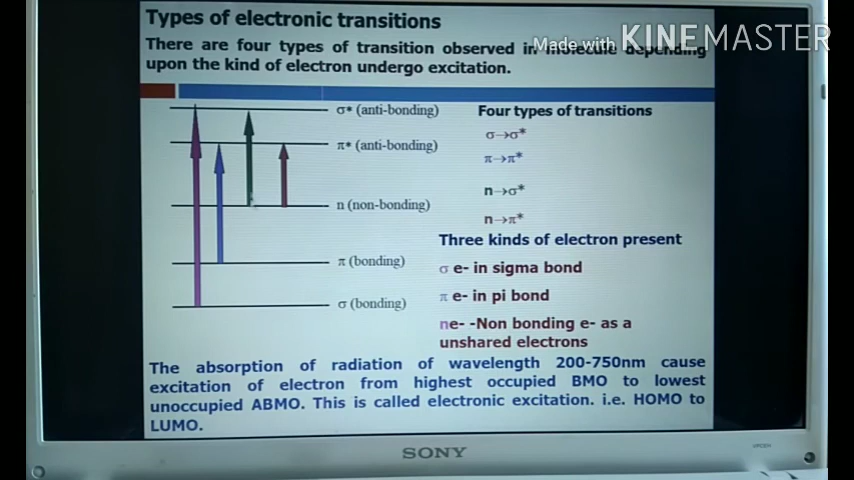 Types of electronic transitions
Made with KINEMASTER
There are four types of transition observed in molecule depending
upon the kind of electron undergo excitation.
σ* (anti-bonding)
π* (anti-bonding)
n (non-bonding)
π (bonding)
σ (bonding)
Four types of transitions
σ→σ*
π→π*
n→σ*
n→π*
Three kinds of electron present
σ e- in sigma bond
π e- in pi bond
ne- -Non bonding e- as a
unshared electrons
The absorption of radiation of wavelength 200-750nm cause
excitation of electron from highest occupied BMO to lowest
unoccupied ABMO. This is called electronic excitation. i.e. HOMO to
LUMO.
SONY